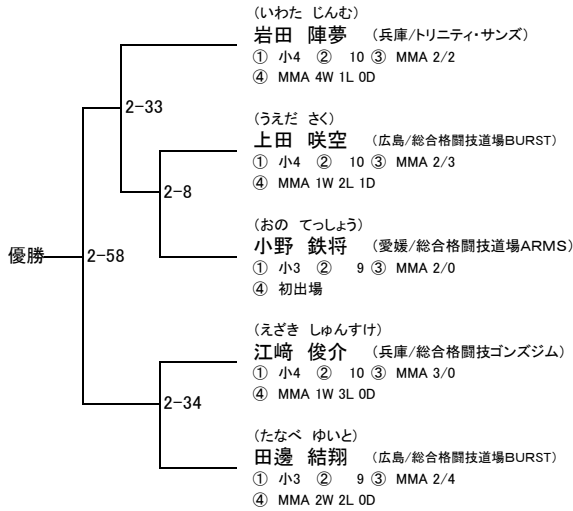 (いわた じんむ)
岩田 陣夢 (兵庫/トリニティ・サンズ)
① 小4 ② 10 ③ MMA 2/2
④ MMA 4W 1L 0D
2-33
(うえだ さく)
上田 咲空 (広島/総合格闘技道場BURST)
① 小4 ② 10 ③ MMA 2/3
④ MMA 1W 2L 1D
2-8
(おの てっしょう)
小野 鉄将 (愛媛/総合格闘技道場ARMS)
① 小3 ② 9 ③ MMA 2/0
④ 初出場
優勝 2-58
(えざき しゅんすけ)
江﨑 俊介 (兵庫/総合格闘技ゴンズジム)
① 小4 ② 10 ③ MMA 3/0
④ MMA 1W 3L 0D
2-34
(たなべ ゆいと)
田邊 結翔 (広島/総合格闘技道場BURST)
① 小3 ② 9 ③ MMA 2/4
④ MMA 2W 2L 0D